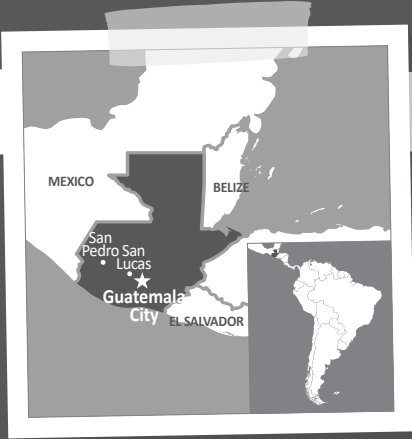 MEXICO
BELIZE
San
Pedro San
Lucas
Guatemala
City
EL SALVADOR